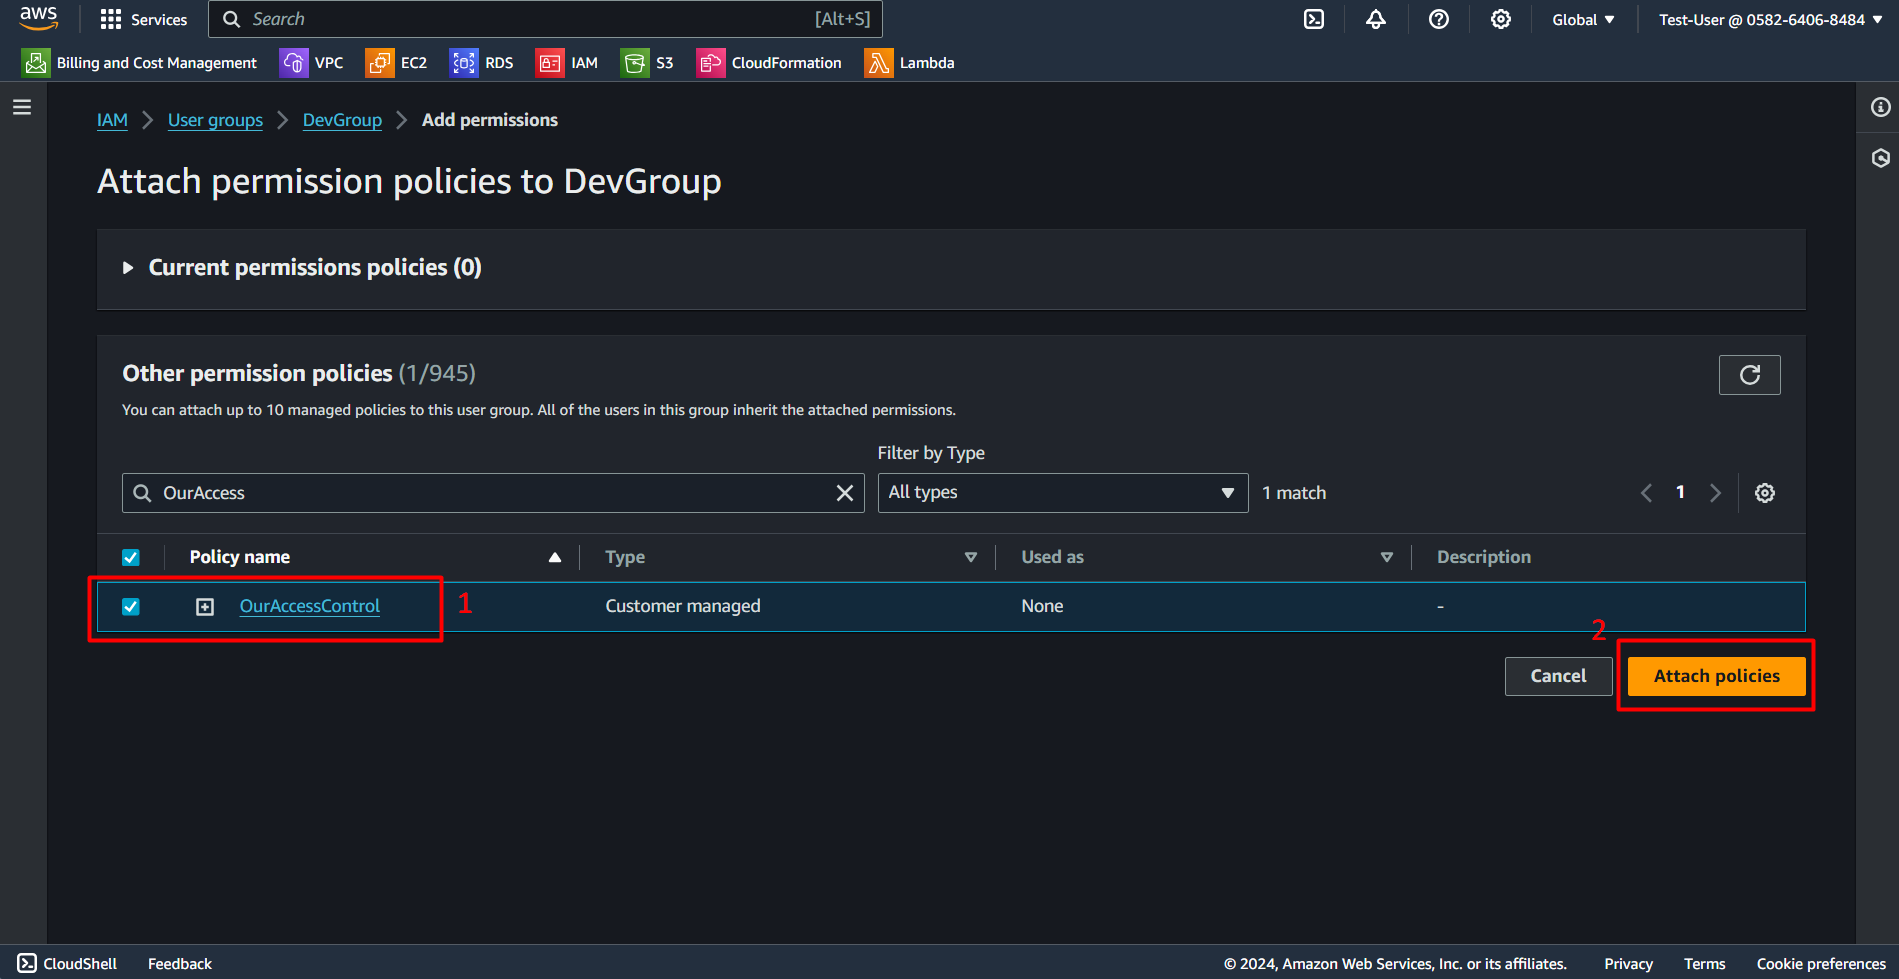 aws Services Search [Alt+S] Global Test-User @ 0582-6406-8484
Billing and Cost Management VPC EC2 RDS IAM S3 CloudFormation Lambda
IAM User groups DevGroup Add permissions
Attach permission policies to DevGroup
Current permissions policies (0)
Other permission policies (1/945)
You can attach up to 10 managed policies to this user group. All of the users in this group inherit the attached permissions.
Filter by Type
OurAccess All types 1 match 1
Policy name Type Used as Description
OurAccessControl 1 Customer managed None -
2
Cancel Attach policies
CloudShell Feedback © 2024, Amazon Web Services, Inc. or its affiliates. Privacy Terms Cookie preferences